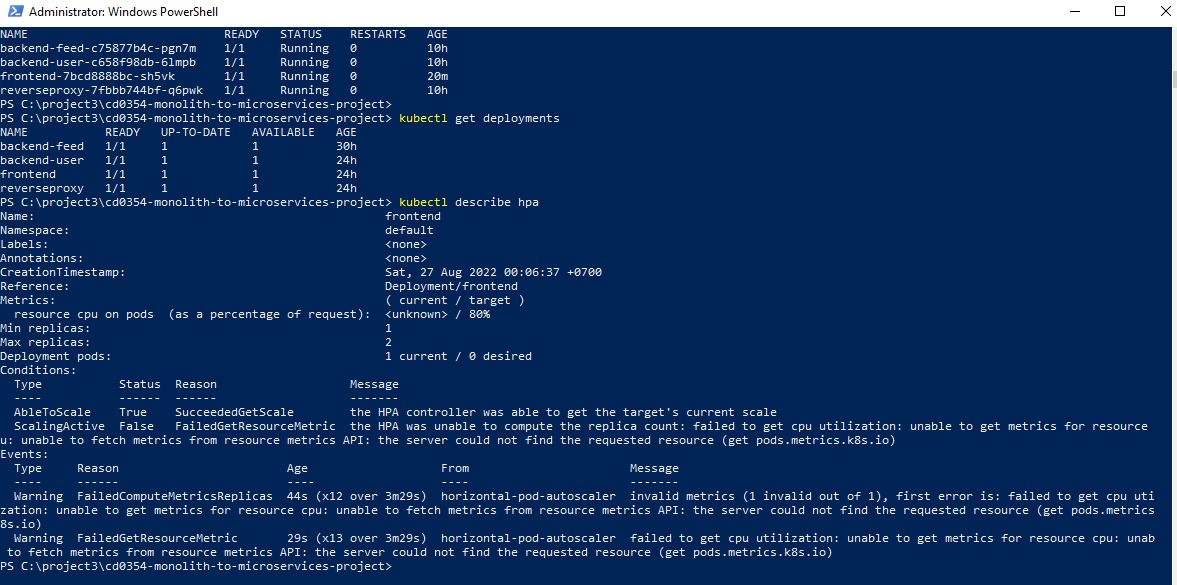 Administrator: Windows PowerShell
NAME READY STATUS RESTARTS AGE
backend-feed-c75877b4c-pgn7m 1/1 Running 0 10h
backend-user-c658f98db-6lmpb 1/1 Running 0 10h
frontend-7bcd8888bc-sh5vk 1/1 Running 0 20m
reverseproxy-7fbbb744bf-q6pwk 1/1 Running 0 10h
PS C:\project3\cd0354-monolith-to-microservices-project>
PS C:\project3\cd0354-monolith-to-microservices-project> kubectl get deployments
NAME READY UP-TO-DATE AVAILABLE AGE
backend-feed 1/1 1 1 30h
backend-user 1/1 1 1 24h
frontend 1/1 1 1 24h
reverseproxy 1/1 1 1 24h
PS C:\project3\cd0354-monolith-to-microservices-project> kubectl describe hpa
Name: frontend
Namespace: default
Labels: <none>
Annotations: <none>
CreationTimestamp: Sat, 27 Aug 2022 00:06:37 +0700
Reference: Deployment/frontend
Metrics: ( current / target )
resource cpu on pods (as a percentage of request): <unknown> / 80%
Min replicas: 1
Max replicas: 2
Deployment pods: 1 current / 0 desired
Conditions:
Type Status Reason Message
---- ------ ------ -------
AbleToScale True SucceededGetScale the HPA controller was able to get the target's current scale
ScalingActive False FailedGetResourceMetric the HPA was unable to compute the replica count: failed to get cpu utilization: unable to get metrics for resource
u: unable to fetch metrics from resource metrics API: the server could not find the requested resource (get pods.metrics.k8s.io)
Events:
Type Reason Age From Message
---- ------ ---- ---- -------
Warning FailedComputeMetricsReplicas 44s (x12 over 3m29s) horizontal-pod-autoscaler invalid metrics (1 invalid out of 1), first error is: failed to get cpu uti
zation: unable to get metrics for resource cpu: unable to fetch metrics from resource metrics API: the server could not find the requested resource (get pods.metrics
8s.io)
Warning FailedGetResourceMetric 29s (x13 over 3m29s) horizontal-pod-autoscaler failed to get cpu utilization: unable to get metrics for resource cpu: unab
to fetch metrics from resource metrics API: the server could not find the requested resource (get pods.metrics.k8s.io)
PS C:\project3\cd0354-monolith-to-microservices-project>